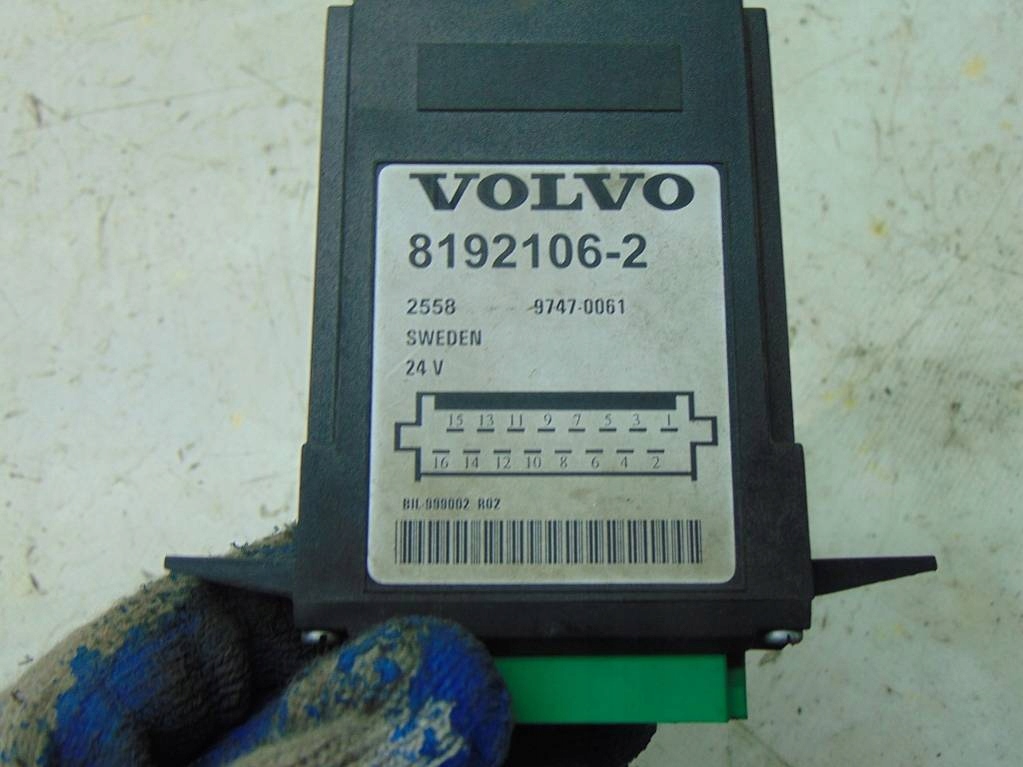 VOLVO
8192106-2
2558 9747-0061
SWEDEN
24 V
15 13 11 9 7 5 3 1
16 14 12 10 8 6 4 2
BIL-999002 R02